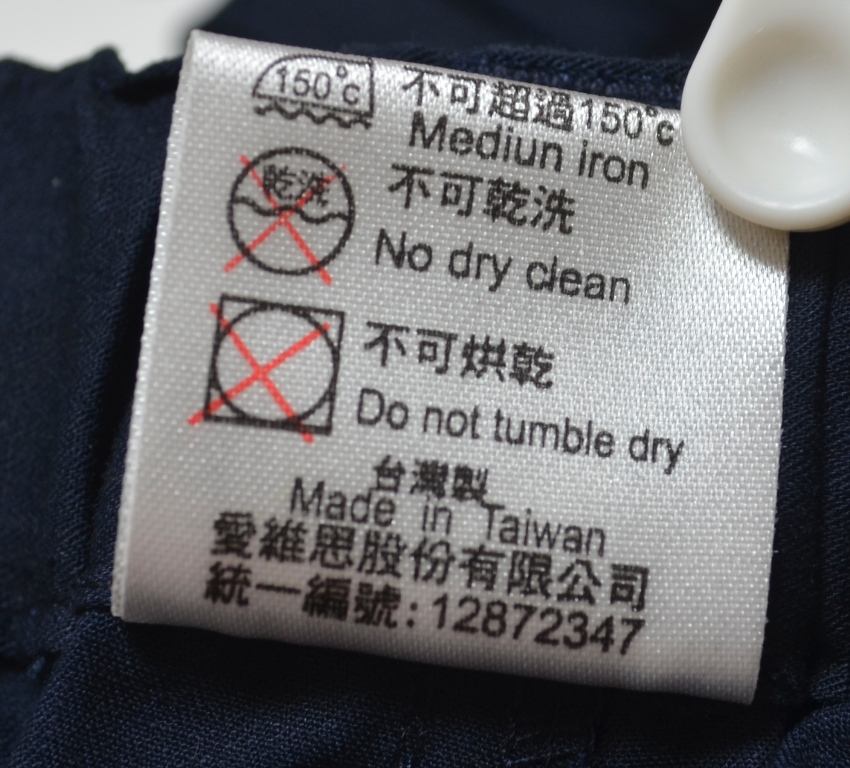 150°c 不可超過150°c
Mediun iron
乾洗 不可乾洗
No dry clean
不可烘乾
Do not tumble dry
台灣製
Made in Taiwan
愛維思股份有限公司
統一編號:12872347